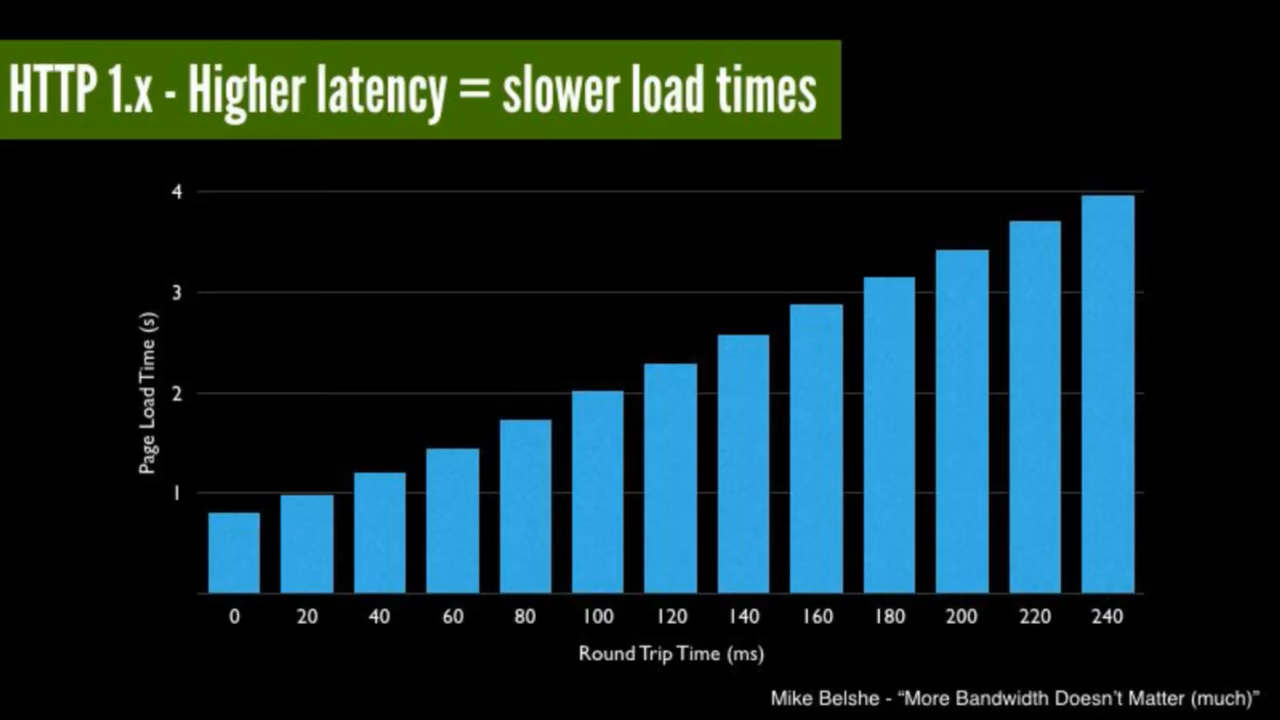 HTTP 1.x - Higher latency = slower load times
4
3
2
1
Page Load Time (s)
0 20 40 60 80 100 120 140 160 180 200 220 240
Round Trip Time (ms)
Mike Belshe - “More Bandwidth Doesn’t Matter (much)”